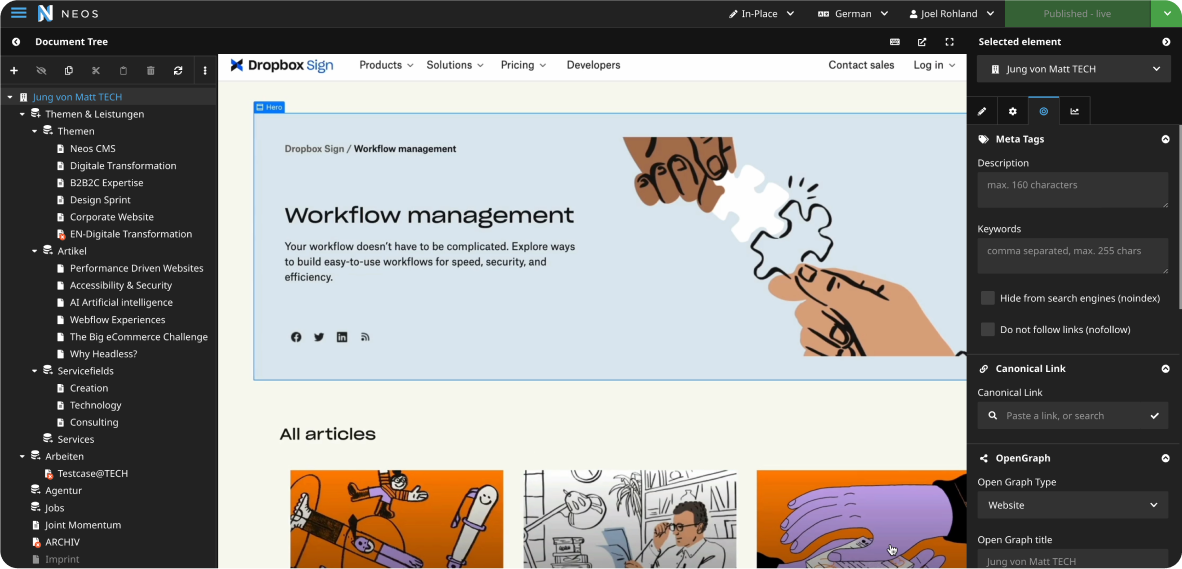 NEOS
In-Place
German
Joel Rohland
Published - live
Document Tree
Selected element
Jung von Matt TECH
Themen & Leistungen
Themen
Neos CMS
Digitale Transformation
B2B2C Expertise
Design Sprint
Corporate Website
EN-Digitale Transformation
Artikel
Performance Driven Websites
Accessibility & Security
AI Artificial intelligence
Webflow Experiences
The Big eCommerce Challenge
Why Headless?
Servicefields
Creation
Technology
Consulting
Services
Arbeiten
Testcase@TECH
Agentur
Jobs
Joint Momentum
ARCHIV
Imprint
Dropbox Sign
Products
Solutions
Pricing
Developers
Contact sales
Log in
Hero
Dropbox Sign / Workflow management
Workflow management
Your workflow doesn't have to be complicated. Explore ways
to build easy-to-use workflows for speed, security, and
efficiency.
All articles
Jung von Matt TECH
Meta Tags
Description
max. 160 characters
Keywords
comma separated, max. 255 chars
Hide from search engines (noindex)
Do not follow links (nofollow)
Canonical Link
Canonical Link
Paste a link, or search
OpenGraph
Open Graph Type
Website
Open Graph title
Jung von Matt TECH